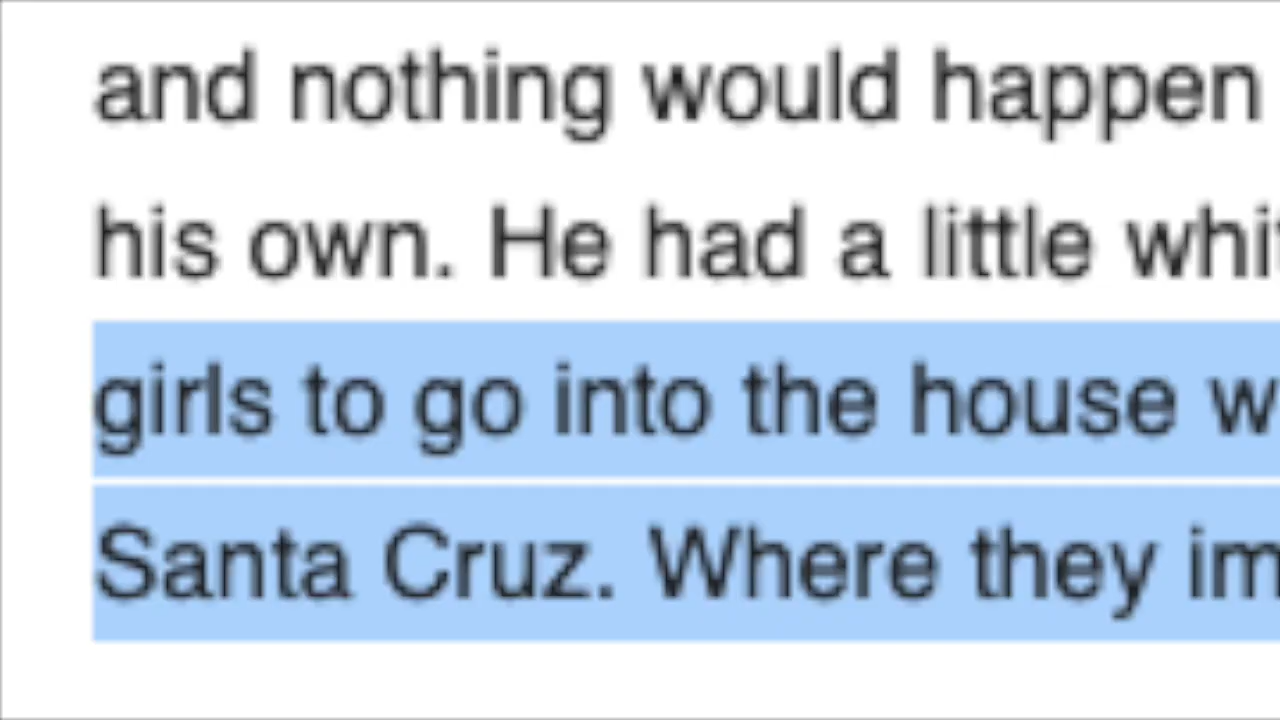 and nothing would happen
his own. He had a little
girls to go into the house
Santa Cruz. Where they